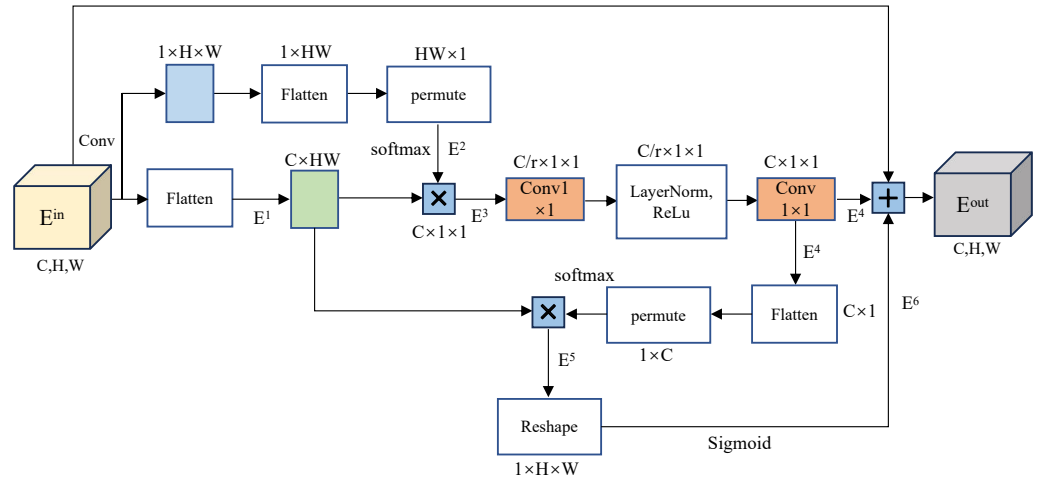 1×H×W
1×HW
HW×1
Flatten
permute
Conv
softmax
E²
C×HW
C/r×1×1
C/r×1×1
C×1×1
Eⁱⁿ
Flatten
E¹
E³
Conv1
×1
LayerNorm,
ReLu
Conv
1×1
E⁴
Eᵒᵘᵗ
C×1×1
C,H,W
C,H,W
E⁴
softmax
permute
Flatten
C×1
E⁶
1×C
E⁵
Reshape
Sigmoid
1×H×W